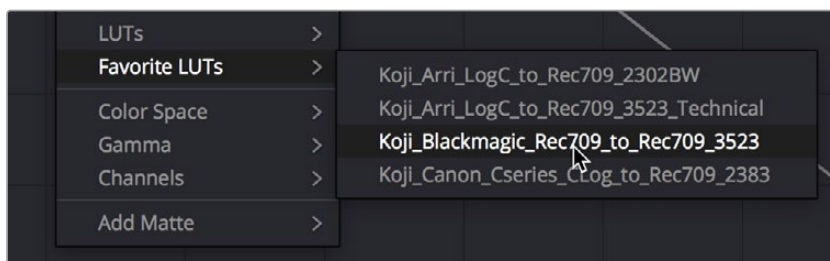 LUTs
Favorite LUTs
Koji_Arri_LogC_to_Rec709_2302BW
Koji_Arri_LogC_to_Rec709_3523_Technical
Koji_Blackmagic_Rec709_to_Rec709_3523
Koji_Canon_Cseries_CLog_to_Rec709_2383
Color Space
Gamma
Channels
Add Matte